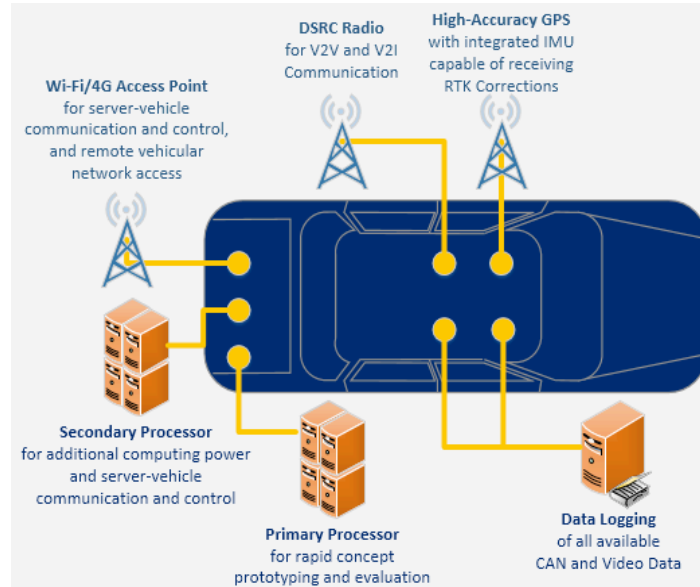 DSRC Radio
for V2V and V2I
Communication
High-Accuracy GPS
with integrated IMU
capable of receiving
RTK Corrections
Wi-Fi/4G Access Point
for server-vehicle
communication and control,
and remote vehicular
network access
Secondary Processor
for additional computing power
and server-vehicle
communication and control
Primary Processor
for rapid concept
prototyping and evaluation
Data Logging
of all available
CAN and Video Data